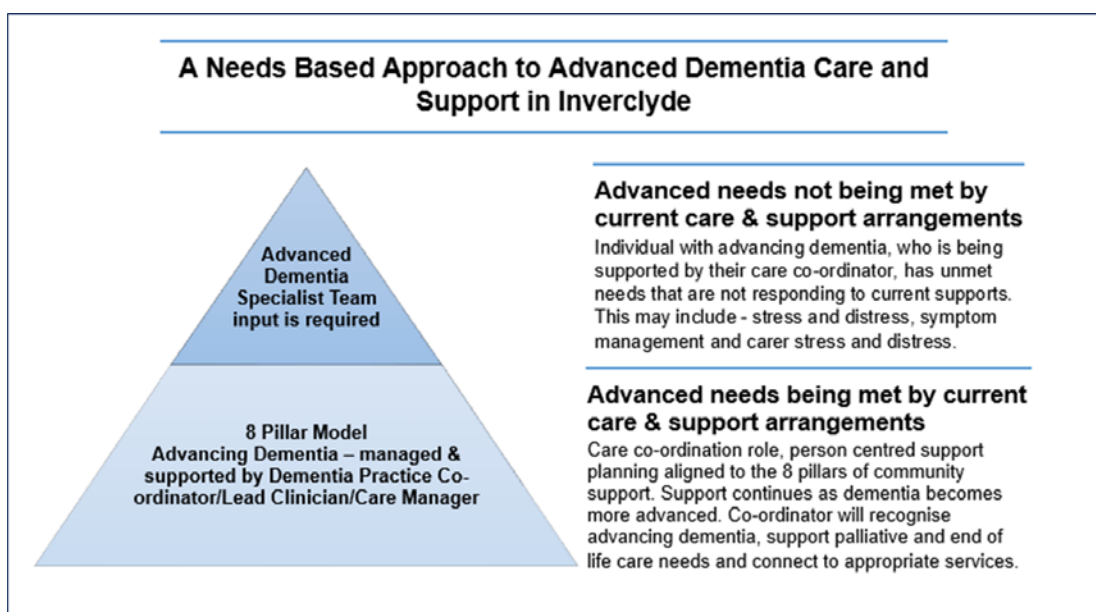 A Needs Based Approach to Advanced Dementia Care and
Support in Inverclyde
Advanced
Dementia
Specialist Team
input is required
8 Pillar Model
Advancing Dementia – managed &
supported by Dementia Practice Co-
ordinator/Lead Clinician/Care Manager
Advanced needs not being met by
current care & support arrangements
Individual with advancing dementia, who is being
supported by their care co-ordinator, has unmet
needs that are not responding to current supports.
This may include - stress and distress, symptom
management and carer stress and distress.
Advanced needs being met by current
care & support arrangements
Care co-ordination role, person centred support
planning aligned to the 8 pillars of community
support. Support continues as dementia becomes
more advanced. Co-ordinator will recognise
advancing dementia, support palliative and end of
life care needs and connect to appropriate services.